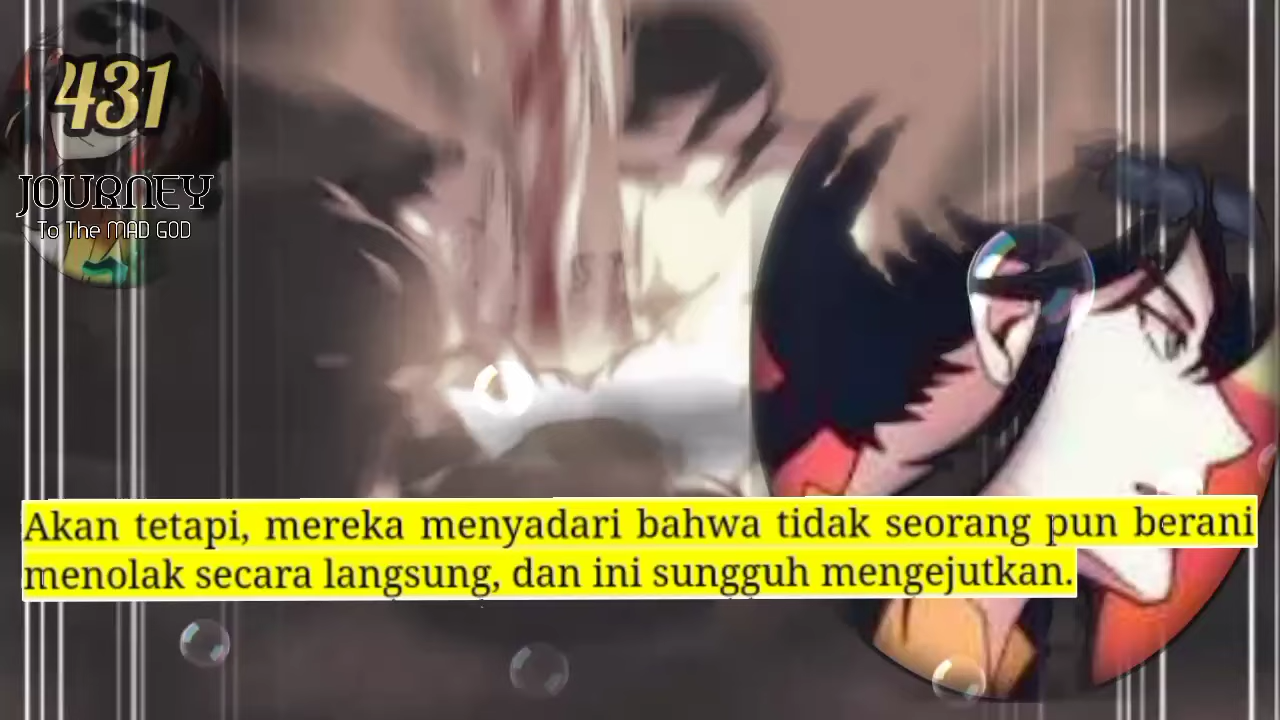 431
JOURNEY
To The MAD GOD
Akan tetapi, mereka menyadari bahwa tidak seorang pun berani
menolak secara langsung, dan ini sungguh mengejutkan.